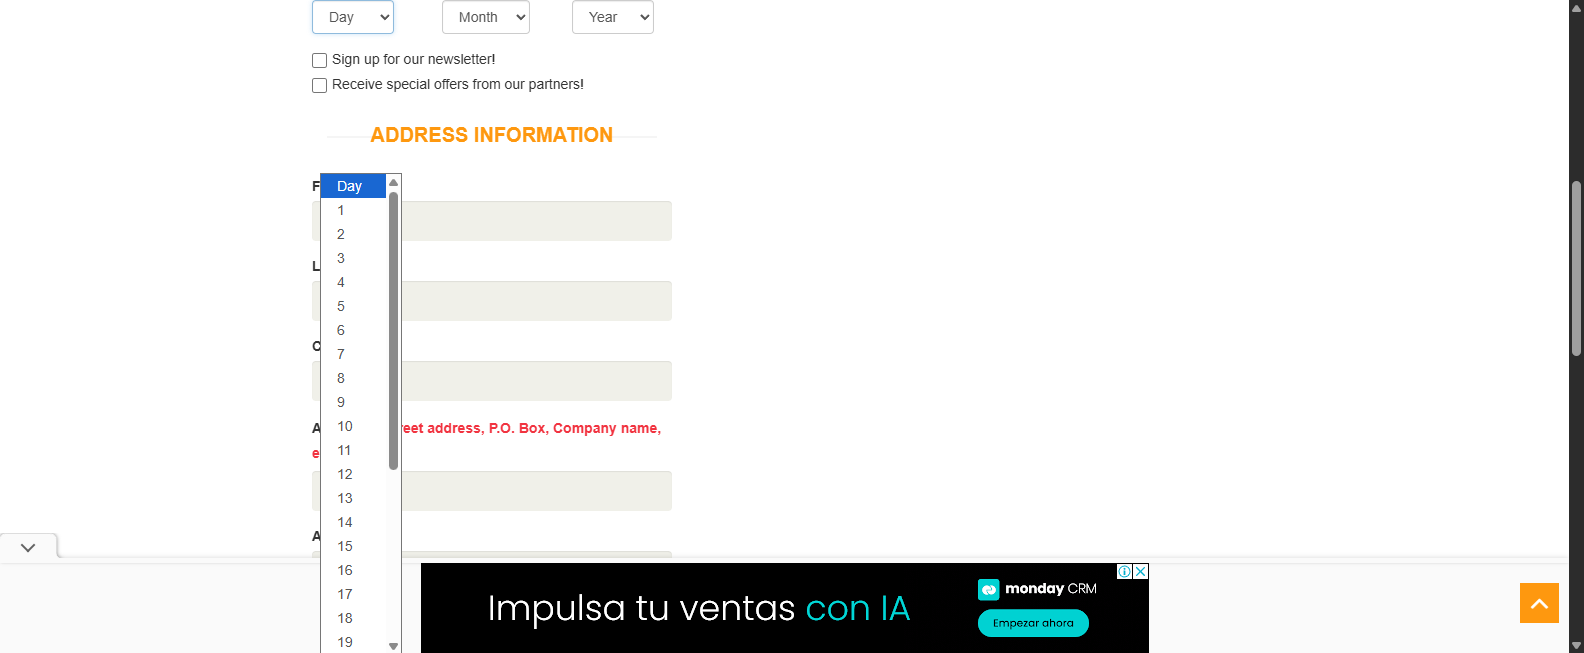 Day Month Year
Sign up for our newsletter!
Receive special offers from our partners!
ADDRESS INFORMATION
F
Day
1
2
3
L
4
5
6
C
7
8
9
A
reet address, P.O. Box, Company name,
10
e
11
12
13
14
A
15
16
17
18
19
Impulsa tu ventas con IA
monday CRM
Empezar ahora